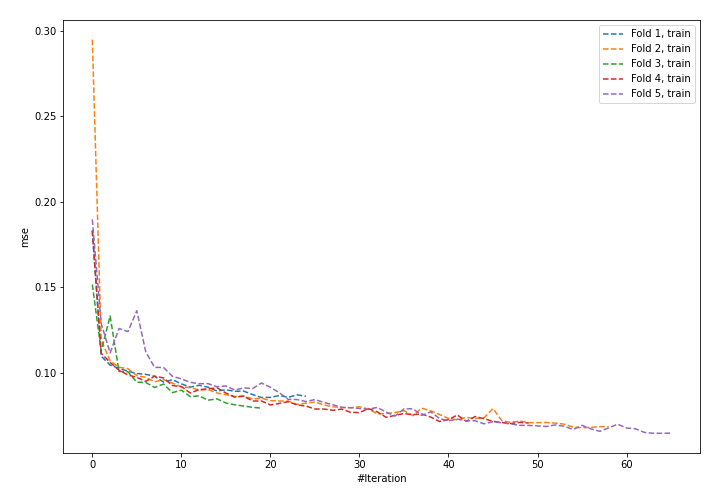 0.30
0.25
0.20
0.15
0.10
mse
0 10 20 30 40 50 60
#Iteration
Fold 1, train
Fold 2, train
Fold 3, train
Fold 4, train
Fold 5, train